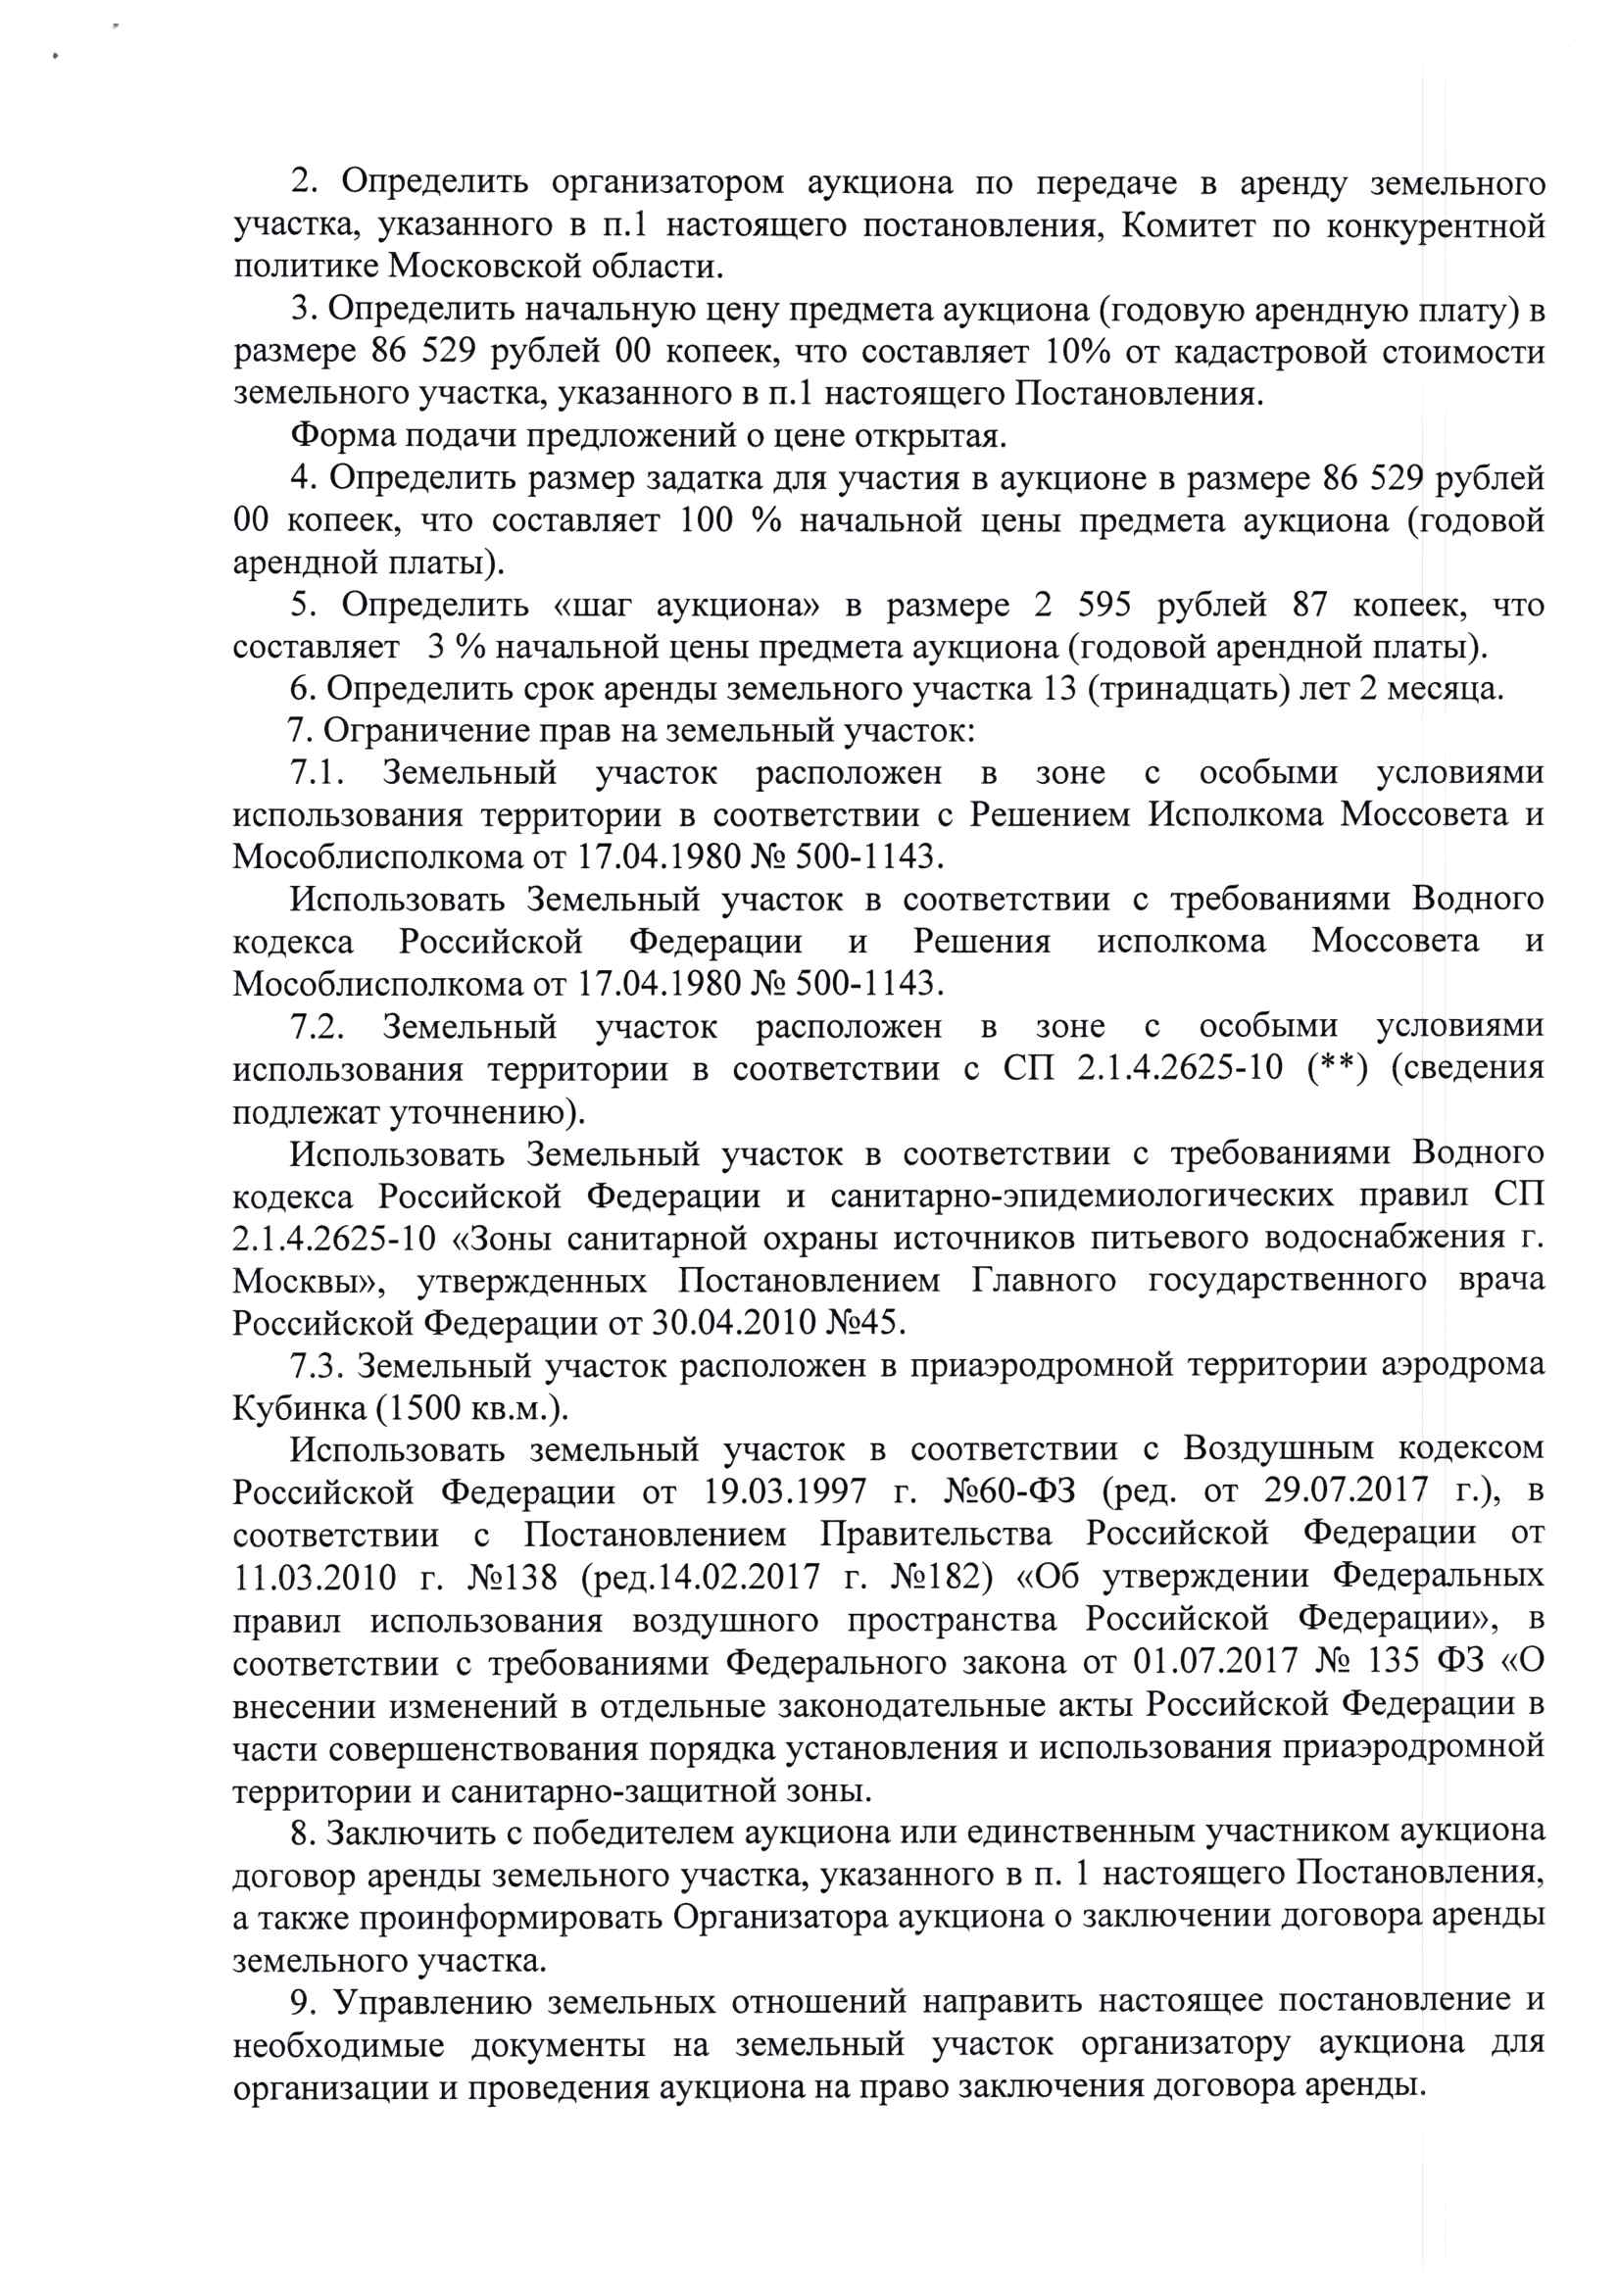 2. Определить организатором аукциона по передаче в аренду земельного
участка, указанного в п.1 настоящего постановления, Комитет по конкурентной
политике Московской области.
3. Определить начальную цену предмета аукциона (годовую арендную плату) в
размере 86 529 рублей 00 копеек, что составляет 10% от кадастровой стоимости
земельного участка, указанного в п.1 настоящего Постановления.
Форма подачи предложений о цене открытая.
4. Определить размер задатка для участия в аукционе в размере 86 529 рублей
00 копеек, что составляет 100 % начальной цены предмета аукциона (годовой
арендной платы).
5. Определить «шаг аукциона» в размере 2 595 рублей 87 копеек, что
составляет 3 % начальной цены предмета аукциона (годовой арендной платы).
6. Определить срок аренды земельного участка 13 (тринадцать) лет 2 месяца.
7. Ограничение прав на земельный участок:
7.1. Земельный участок расположен в зоне с особыми условиями
использования территории в соответствии с Решением Исполкома Моссовета и
Мособлисполкома от 17.04.1980 № 500-1143.
Использовать Земельный участок в соответствии с требованиями Водного
кодекса Российской Федерации и Решения исполкома Моссовета и
Мособлисполкома от 17.04.1980 № 500-1143.
7.2. Земельный участок расположен в зоне с особыми условиями
использования территории в соответствии с СП 2.1.4.2625-10 (**) (сведения
подлежат уточнению).
Использовать Земельный участок в соответствии с требованиями Водного
кодекса Российской Федерации и санитарно-эпидемиологических правил СП
2.1.4.2625-10 «Зоны санитарной охраны источников питьевого водоснабжения г.
Москвы», утвержденных Постановлением Главного государственного врача
Российской Федерации от 30.04.2010 №45.
7.3. Земельный участок расположен в приаэродромной территории аэродрома
Кубинка (1500 кв.м.).
Использовать земельный участок в соответствии с Воздушным кодексом
Российской Федерации от 19.03.1997 г. №60-ФЗ (ред. от 29.07.2017 г.), в
соответствии с Постановлением Правительства Российской Федерации от
11.03.2010 г. №138 (ред.14.02.2017 г. №182) «Об утверждении Федеральных
правил использования воздушного пространства Российской Федерации», в
соответствии с требованиями Федерального закона от 01.07.2017 № 135 ФЗ «О
внесении изменений в отдельные законодательные акты Российской Федерации в
части совершенствования порядка установления и использования приаэродромной
территории и санитарно-защитной зоны.
8. Заключить с победителем аукциона или единственным участником аукциона
договор аренды земельного участка, указанного в п. 1 настоящего Постановления,
а также проинформировать Организатора аукциона о заключении договора аренды
земельного участка.
9. Управлению земельных отношений направить настоящее постановление и
необходимые документы на земельный участок организатору аукциона для
организации и проведения аукциона на право заключения договора аренды.